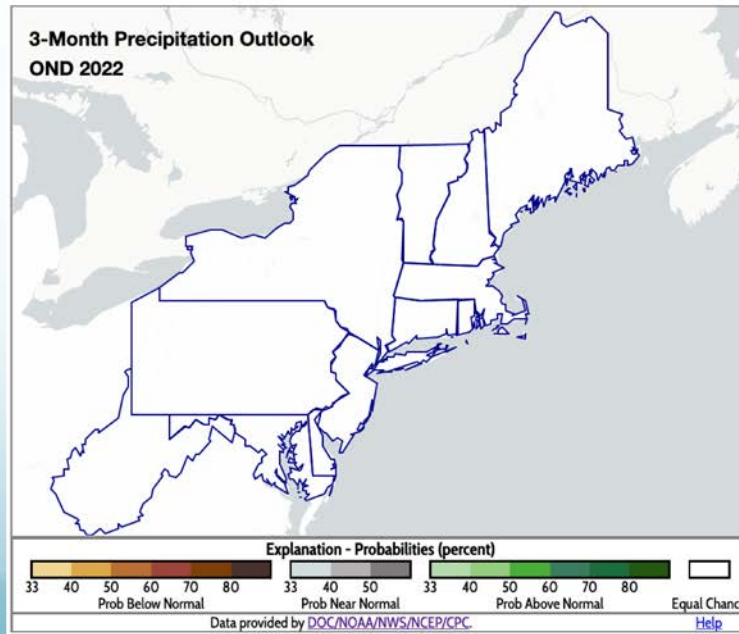 3-Month Precipitation Outlook
OND 2022
Explanation - Probabilities (percent)
33 40 50 60 70 80 33 40 50 33 40 50 60 70 80
Prob Below Normal Prob Near Normal Prob Above Normal Equal Chanc
Data provided by DOC/NOAA/NWS/NCEP/CPC. Help